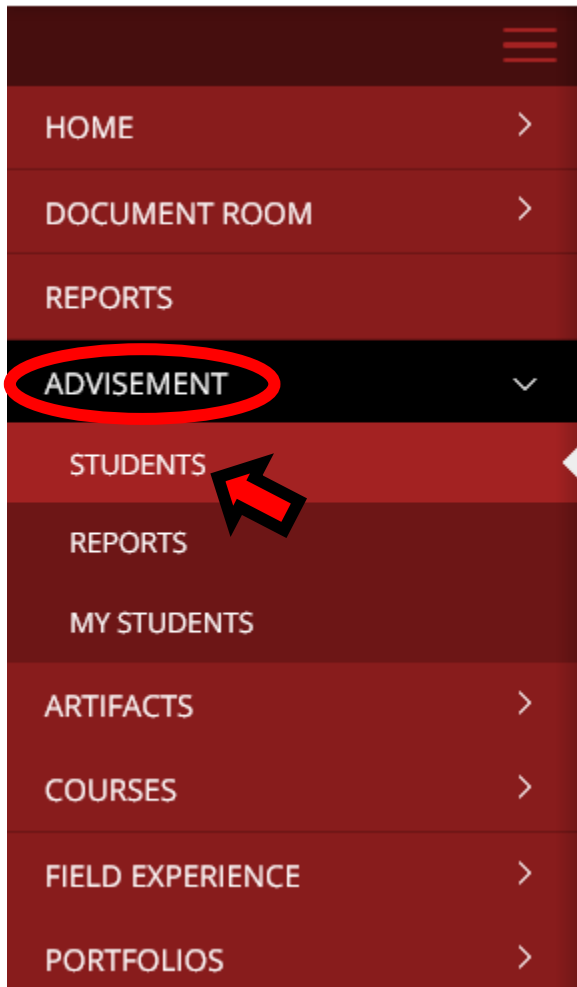 HOME
DOCUMENT ROOM
REPORTS
ADVISEMENT
STUDENTS
REPORTS
MY STUDENTS
ARTIFACTS
COURSES
FIELD EXPERIENCE
PORTFOLIOS